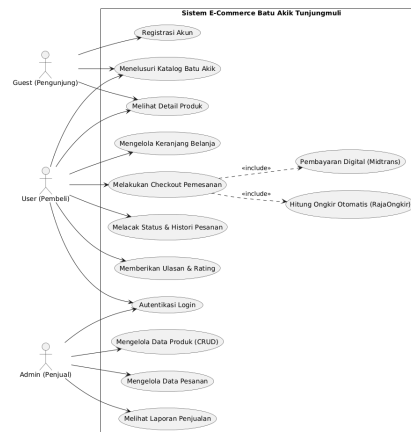 Sistem E-Commerce Batu Akik Tunjungmuli
Registrasi Akun
Guest (Pengunjung)
Menelusuri Katalog Batu Akik
Melihat Detail Produk
Mengelola Keranjang Belanja
User (Pembeli)
Melakukan Checkout Pemesanan
«include»
Pembayaran Digital (Midtrans)
«include»
Hitung Ongkir Otomatis (RajaOngkir)
Melacak Status & Histori Pesanan
Memberikan Ulasan & Rating
Autentikasi Login
Admin (Penjual)
Mengelola Data Produk (CRUD)
Mengelola Data Pesanan
Melihat Laporan Penjualan